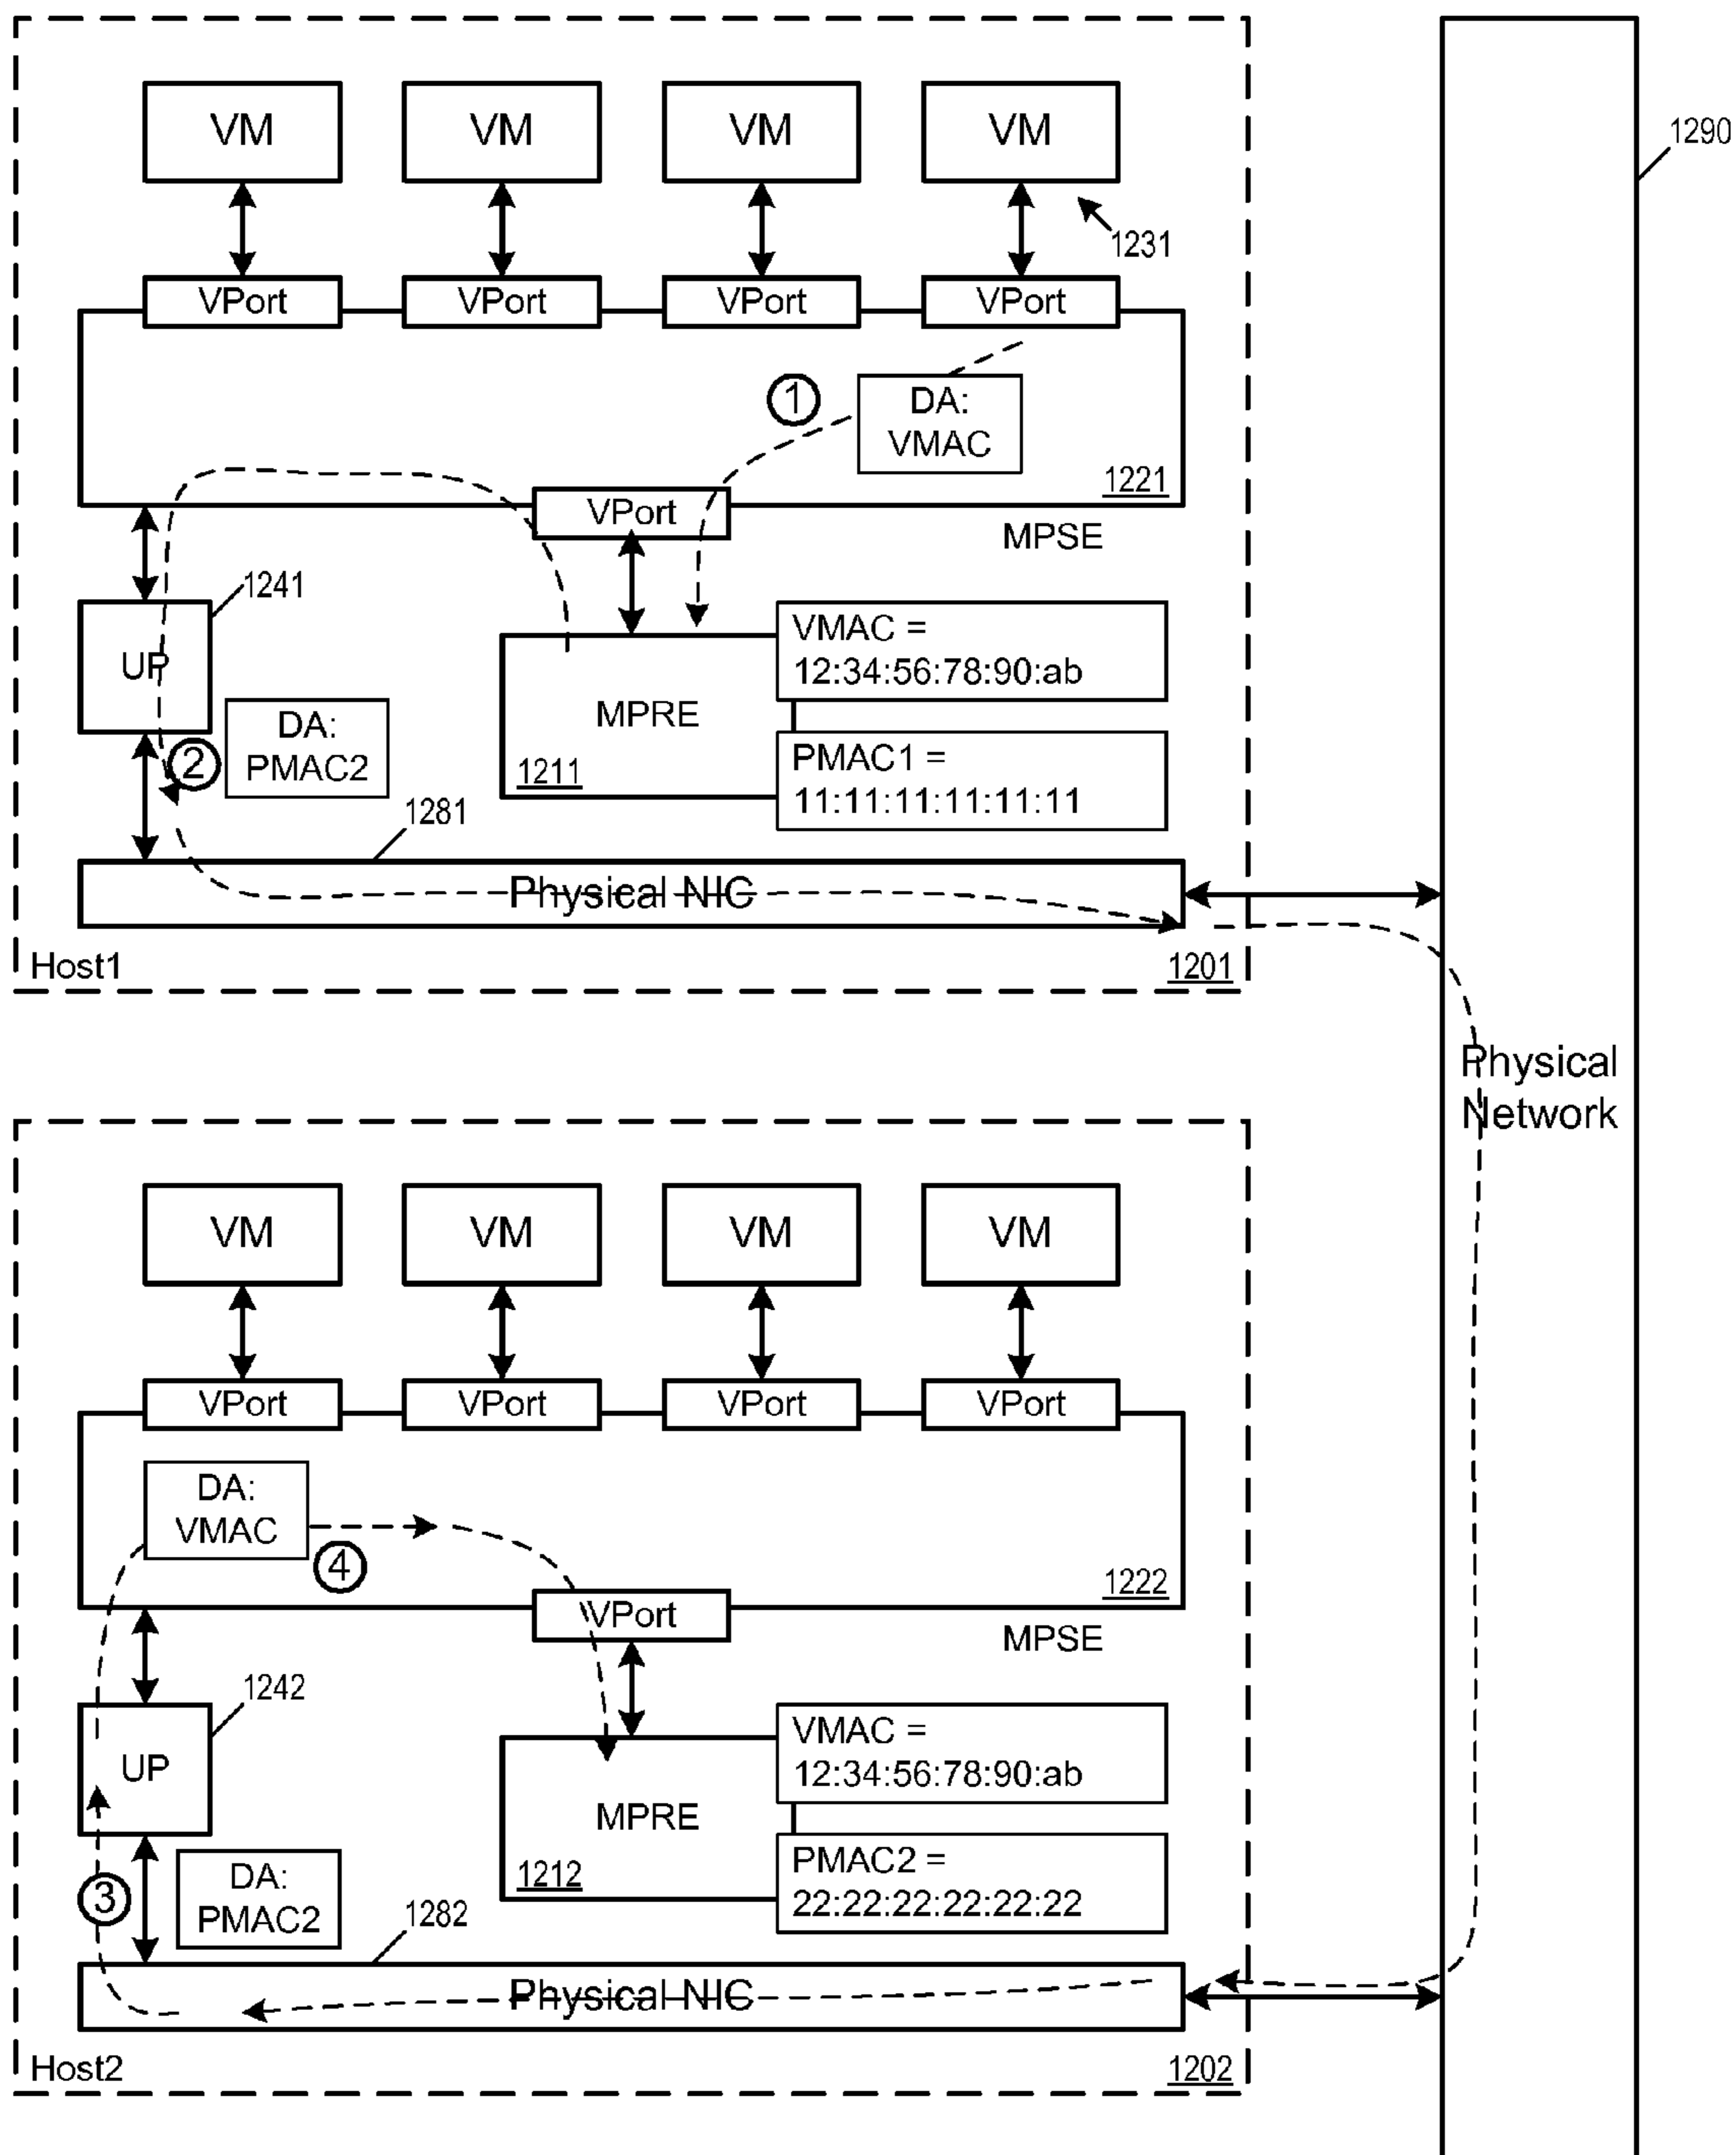 VM
VM
VM
VM
1290
1231
VPort
VPort
VPort
VPort
1
DA:
VMAC
1221
VPort
MPSE
1241
UP
VMAC =
12:34:56:78:90:ab
MPRE
1211
PMAC1 =
11:11:11:11:11:11
2
DA:
PMAC2
1281
Physical NIC
Host1
1201
Physical
Network
VM
VM
VM
VM
VPort
VPort
VPort
VPort
DA:
VMAC
4
1222
VPort
MPSE
1242
UP
VMAC =
12:34:56:78:90:ab
MPRE
1212
PMAC2 =
22:22:22:22:22:22
3
DA:
PMAC2
1282
Physical NIC
Host2
1202